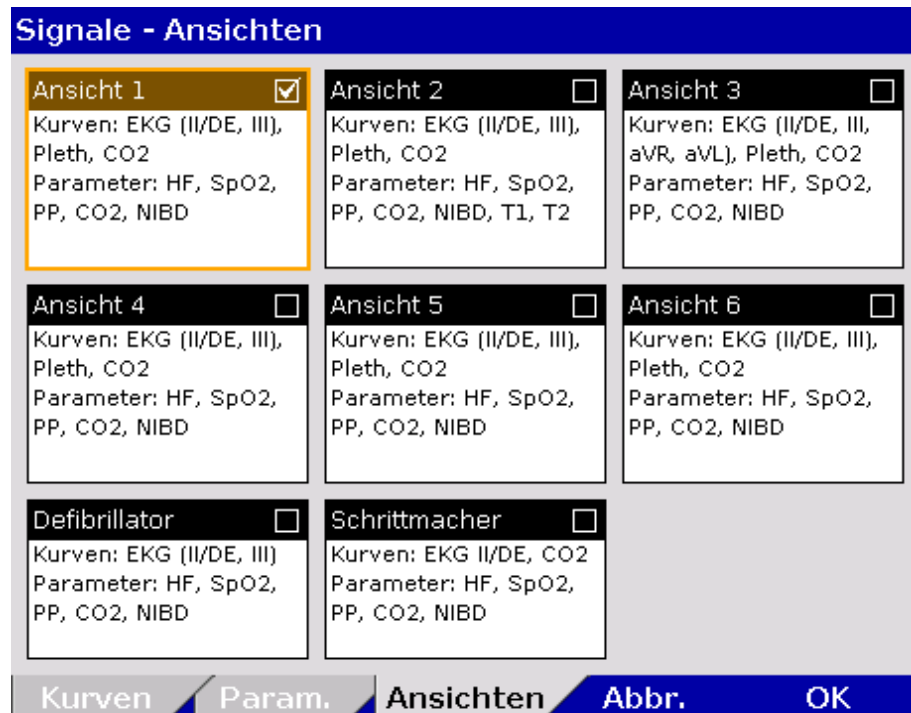 Signale - Ansichten
Ansicht 1
Kurven: EKG (II/DE, III),
Pleth, CO2
Parameter: HF, SpO2,
PP, CO2, NIBD
Ansicht 2
Kurven: EKG (II/DE, III),
Pleth, CO2
Parameter: HF, SpO2,
PP, CO2, NIBD, T1, T2
Ansicht 3
Kurven: EKG (II/DE, III,
aVR, aVL), Pleth, CO2
Parameter: HF, SpO2,
PP, CO2, NIBD
Ansicht 4
Kurven: EKG (II/DE, III),
Pleth, CO2
Parameter: HF, SpO2,
PP, CO2, NIBD
Ansicht 5
Kurven: EKG (II/DE, III),
Pleth, CO2
Parameter: HF, SpO2,
PP, CO2, NIBD
Ansicht 6
Kurven: EKG (II/DE, III),
Pleth, CO2
Parameter: HF, SpO2,
PP, CO2, NIBD
Defibrillator
Kurven: EKG (II/DE, III)
Parameter: HF, SpO2,
PP, CO2, NIBD
Schrittmacher
Kurven: EKG II/DE, CO2
Parameter: HF, SpO2,
PP, CO2, NIBD
Kurven Param. Ansichten Abbr. OK